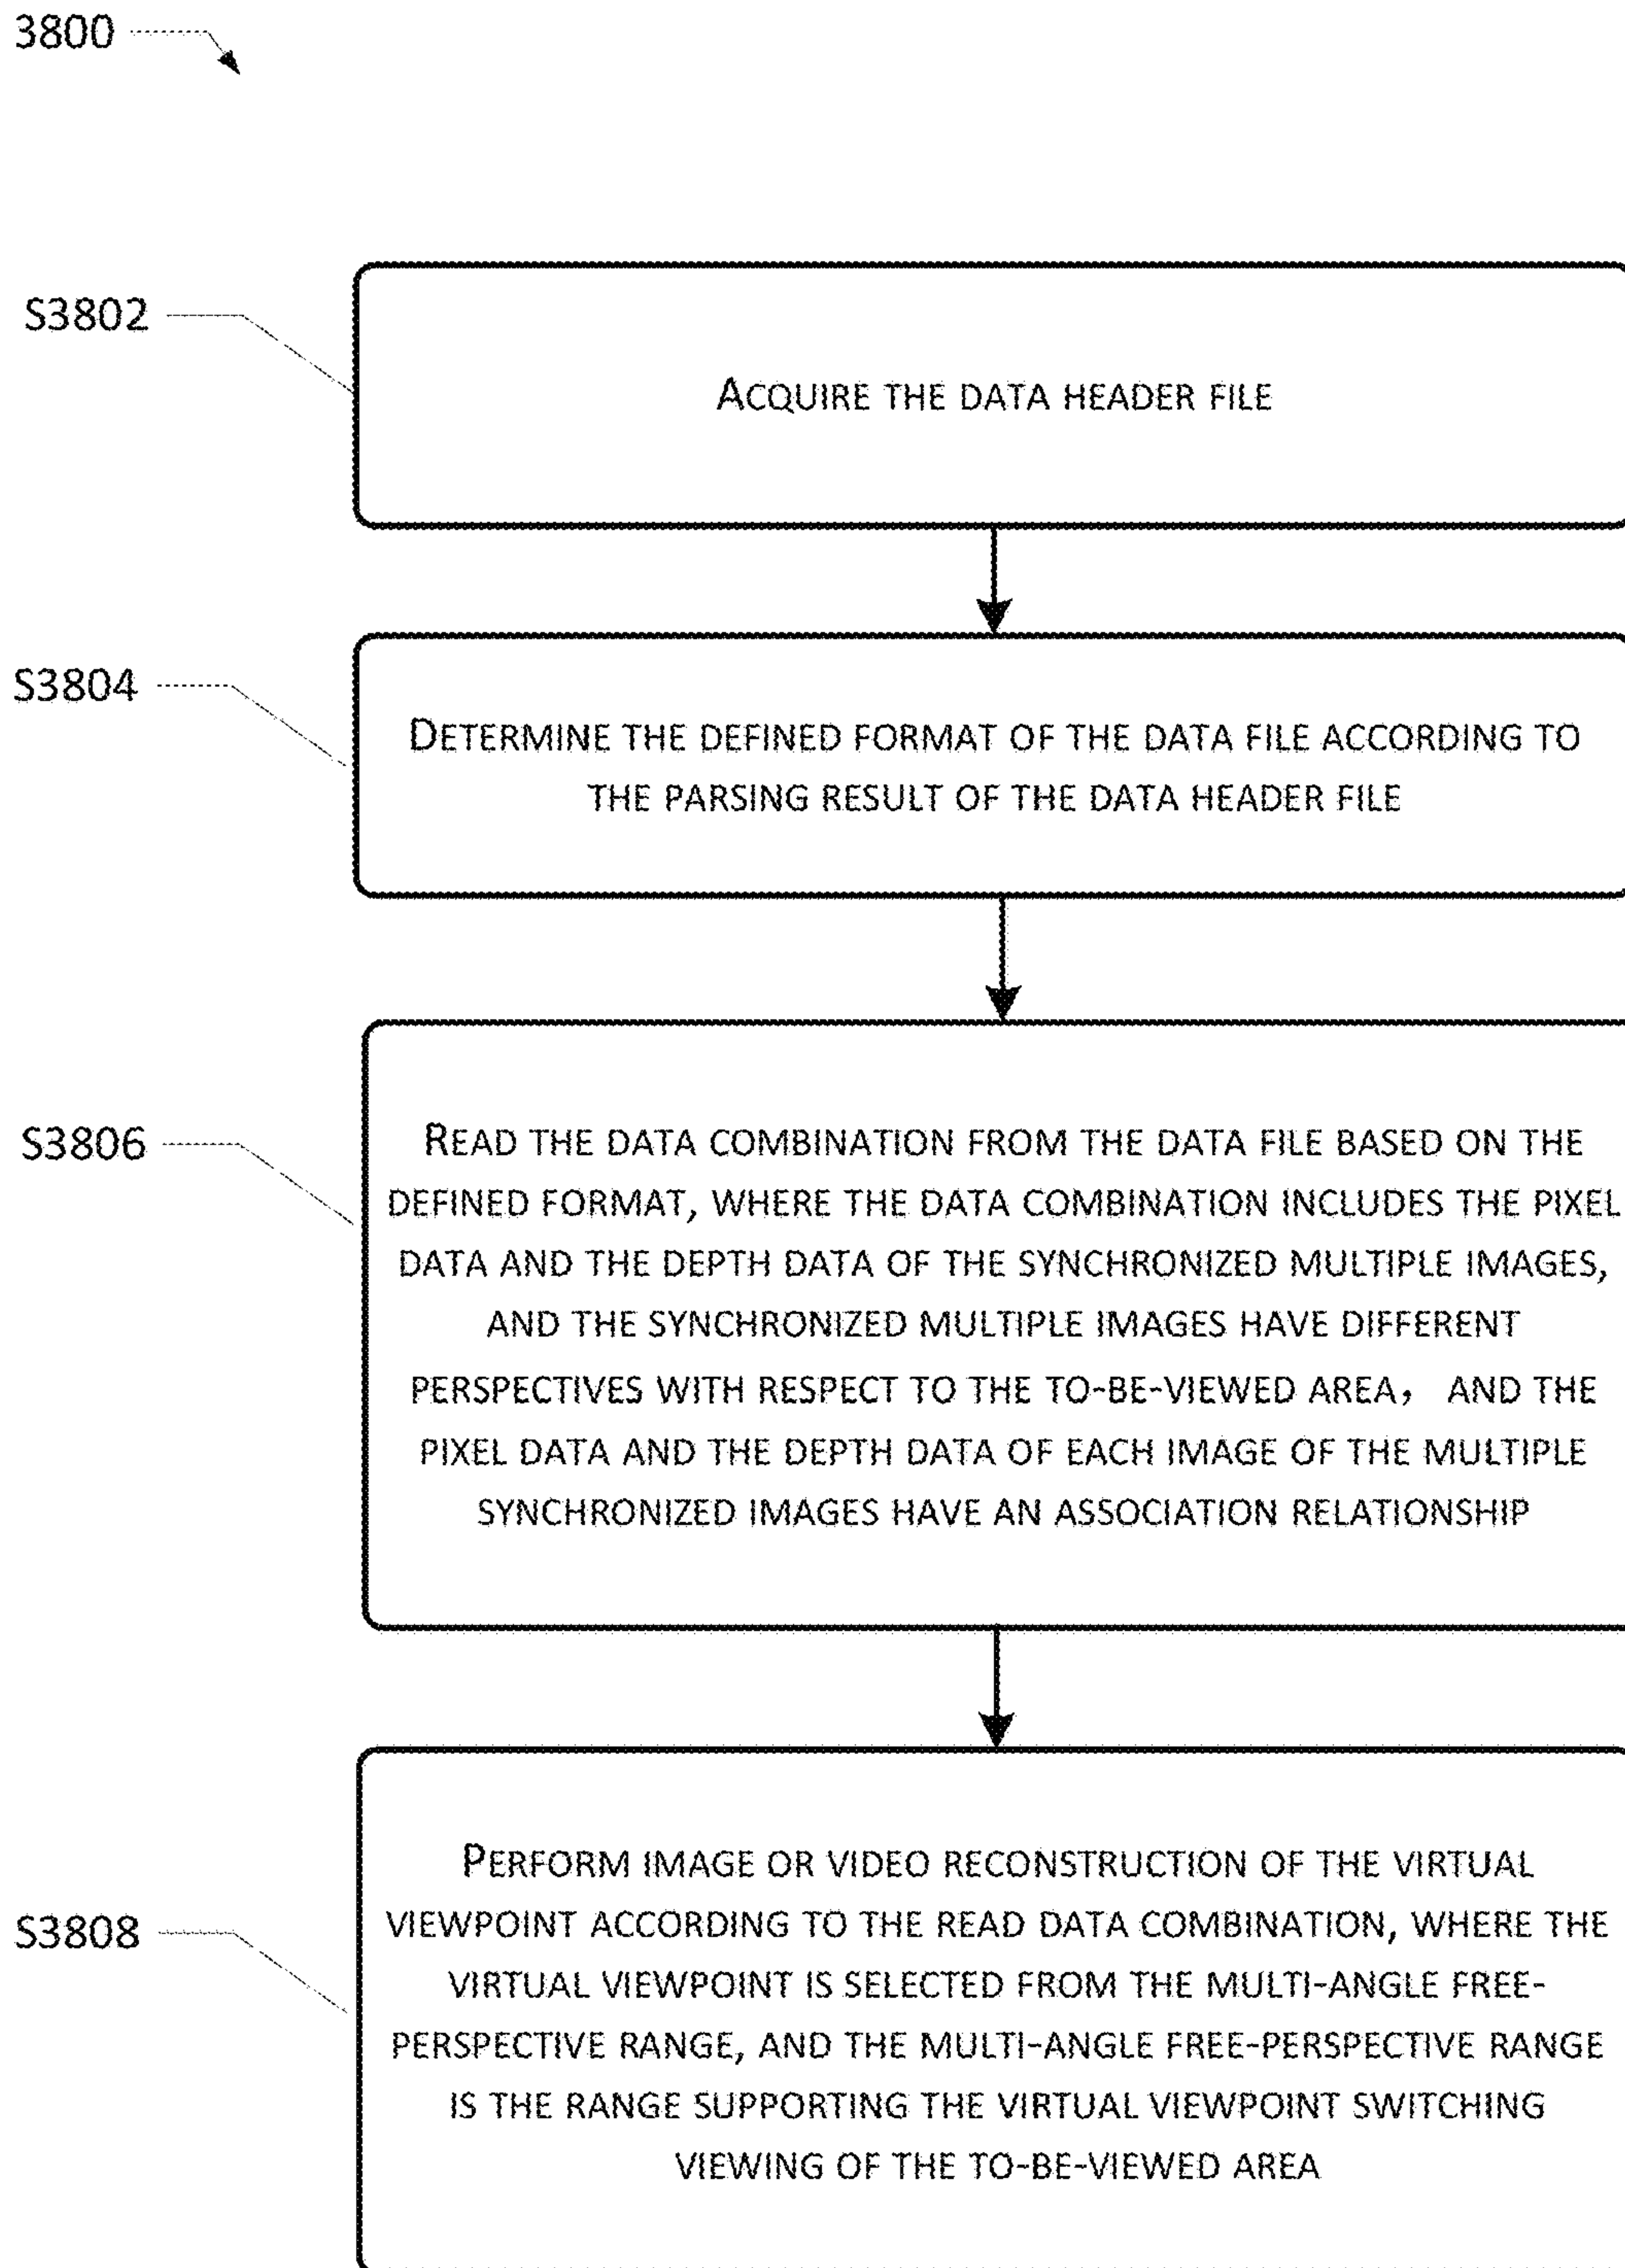 3800
S3802
ACQUIRE THE DATA HEADER FILE
S3804
DETERMINE THE DEFINED FORMAT OF THE DATA FILE ACCORDING TO
THE PARSING RESULT OF THE DATA HEADER FILE
S3806
READ THE DATA COMBINATION FROM THE DATA FILE BASED ON THE
DEFINED FORMAT, WHERE THE DATA COMBINATION INCLUDES THE PIXEL
DATA AND THE DEPTH DATA OF THE SYNCHRONIZED MULTIPLE IMAGES,
AND THE SYNCHRONIZED MULTIPLE IMAGES HAVE DIFFERENT
PERSPECTIVES WITH RESPECT TO THE TO-BE-VIEWED AREA， AND THE
PIXEL DATA AND THE DEPTH DATA OF EACH IMAGE OF THE MULTIPLE
SYNCHRONIZED IMAGES HAVE AN ASSOCIATION RELATIONSHIP
S3808
PERFORM IMAGE OR VIDEO RECONSTRUCTION OF THE VIRTUAL
VIEWPOINT ACCORDING TO THE READ DATA COMBINATION, WHERE THE
VIRTUAL VIEWPOINT IS SELECTED FROM THE MULTI-ANGLE FREE-
PERSPECTIVE RANGE, AND THE MULTI-ANGLE FREE-PERSPECTIVE RANGE
IS THE RANGE SUPPORTING THE VIRTUAL VIEWPOINT SWITCHING
VIEWING OF THE TO-BE-VIEWED AREA